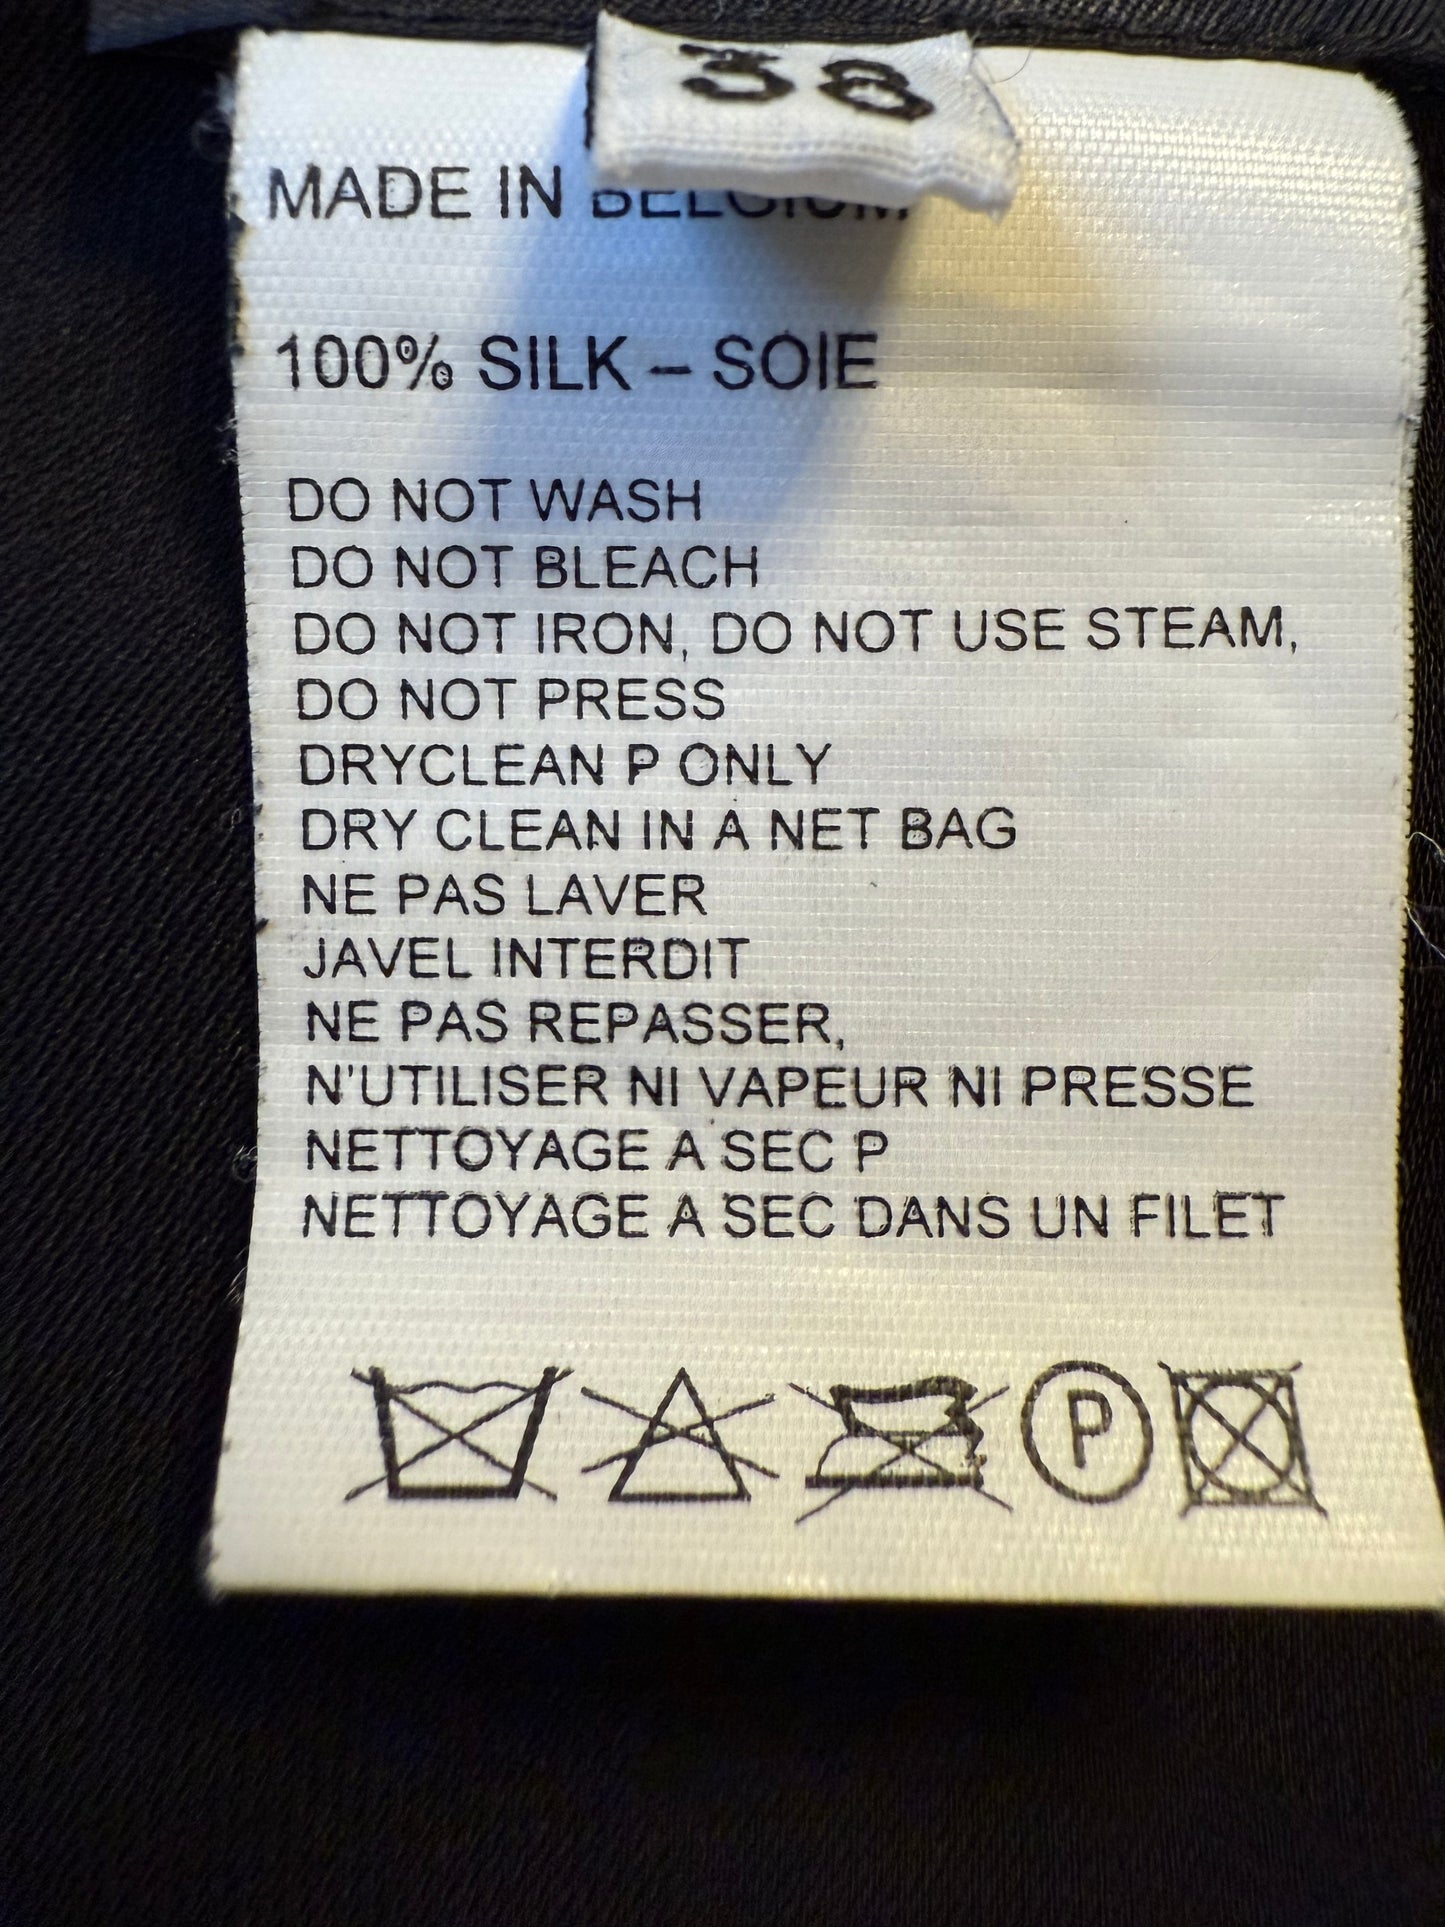 38
MADE IN BELGIUM
100% SILK – SOIE
DO NOT WASH
DO NOT BLEACH
DO NOT IRON, DO NOT USE STEAM,
DO NOT PRESS
DRYCLEAN P ONLY
DRY CLEAN IN A NET BAG
NE PAS LAVER
JAVEL INTERDIT
NE PAS REPASSER,
N'UTILISER NI VAPEUR NI PRESSE
NETTOYAGE A SEC P
NETTOYAGE A SEC DANS UN FILET
P